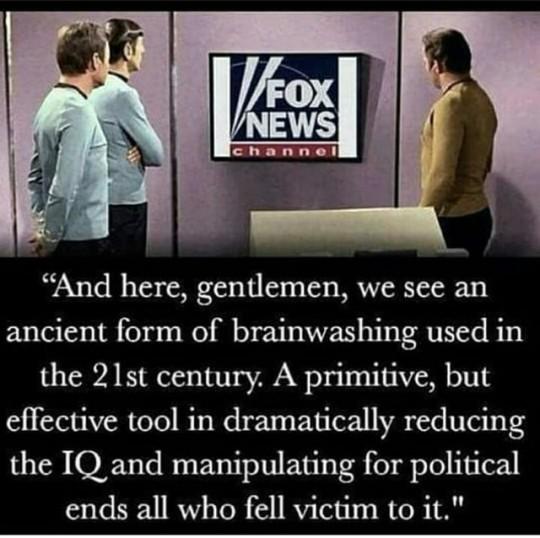 FOX
NEWS
channel
“And here, gentlemen, we see an
ancient form of brainwashing used in
the 21st century. A primitive, but
effective tool in dramatically reducing
the IQ and manipulating for political
ends all who fell victim to it."